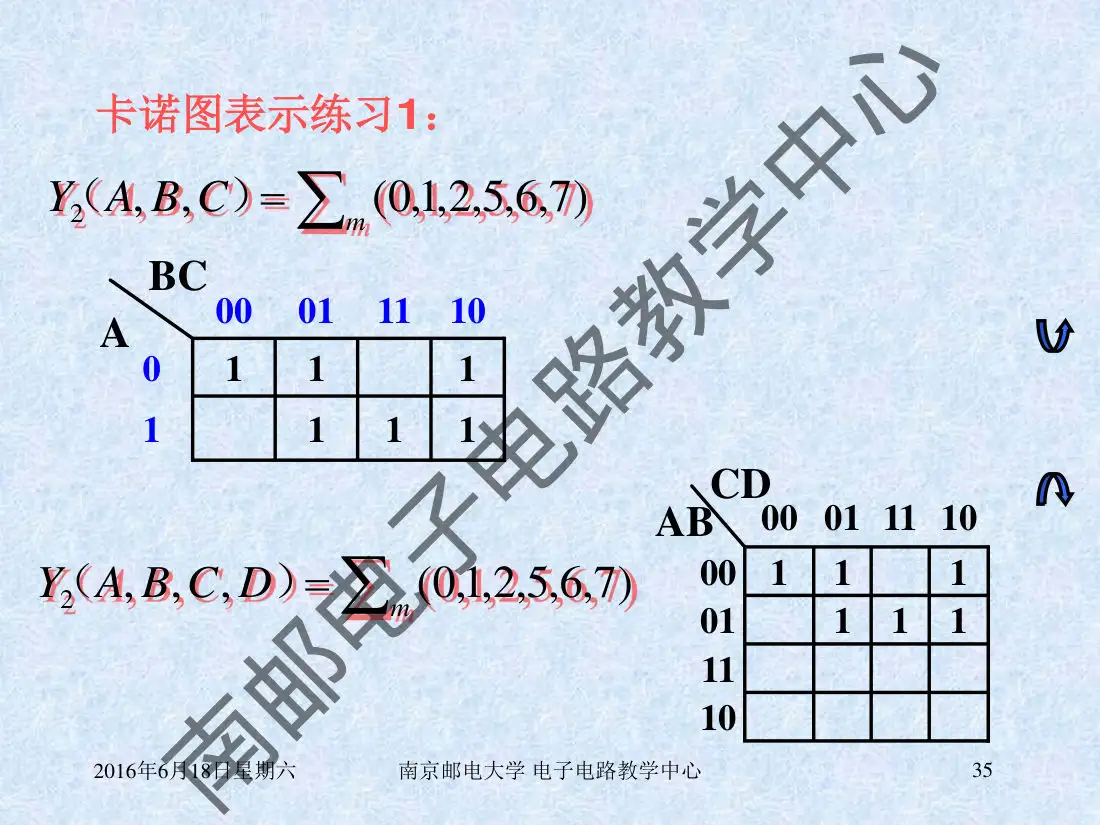 卡诺图表示练习1：
Y₂（A, B, C）= ∑m (0,1,2,5,6,7)
BC
A
00 01 11 10
0 1 1 1
1 1 1 1
Y₂（A, B, C, D）= ∑m (0,1,2,5,6,7)
CD
AB
00 01 11 10
00 1 1 1
01 1 1 1
11
10
南邮电子电路教学中心
2016年6月18日星期六 南京邮电大学 电子电路教学中心 35